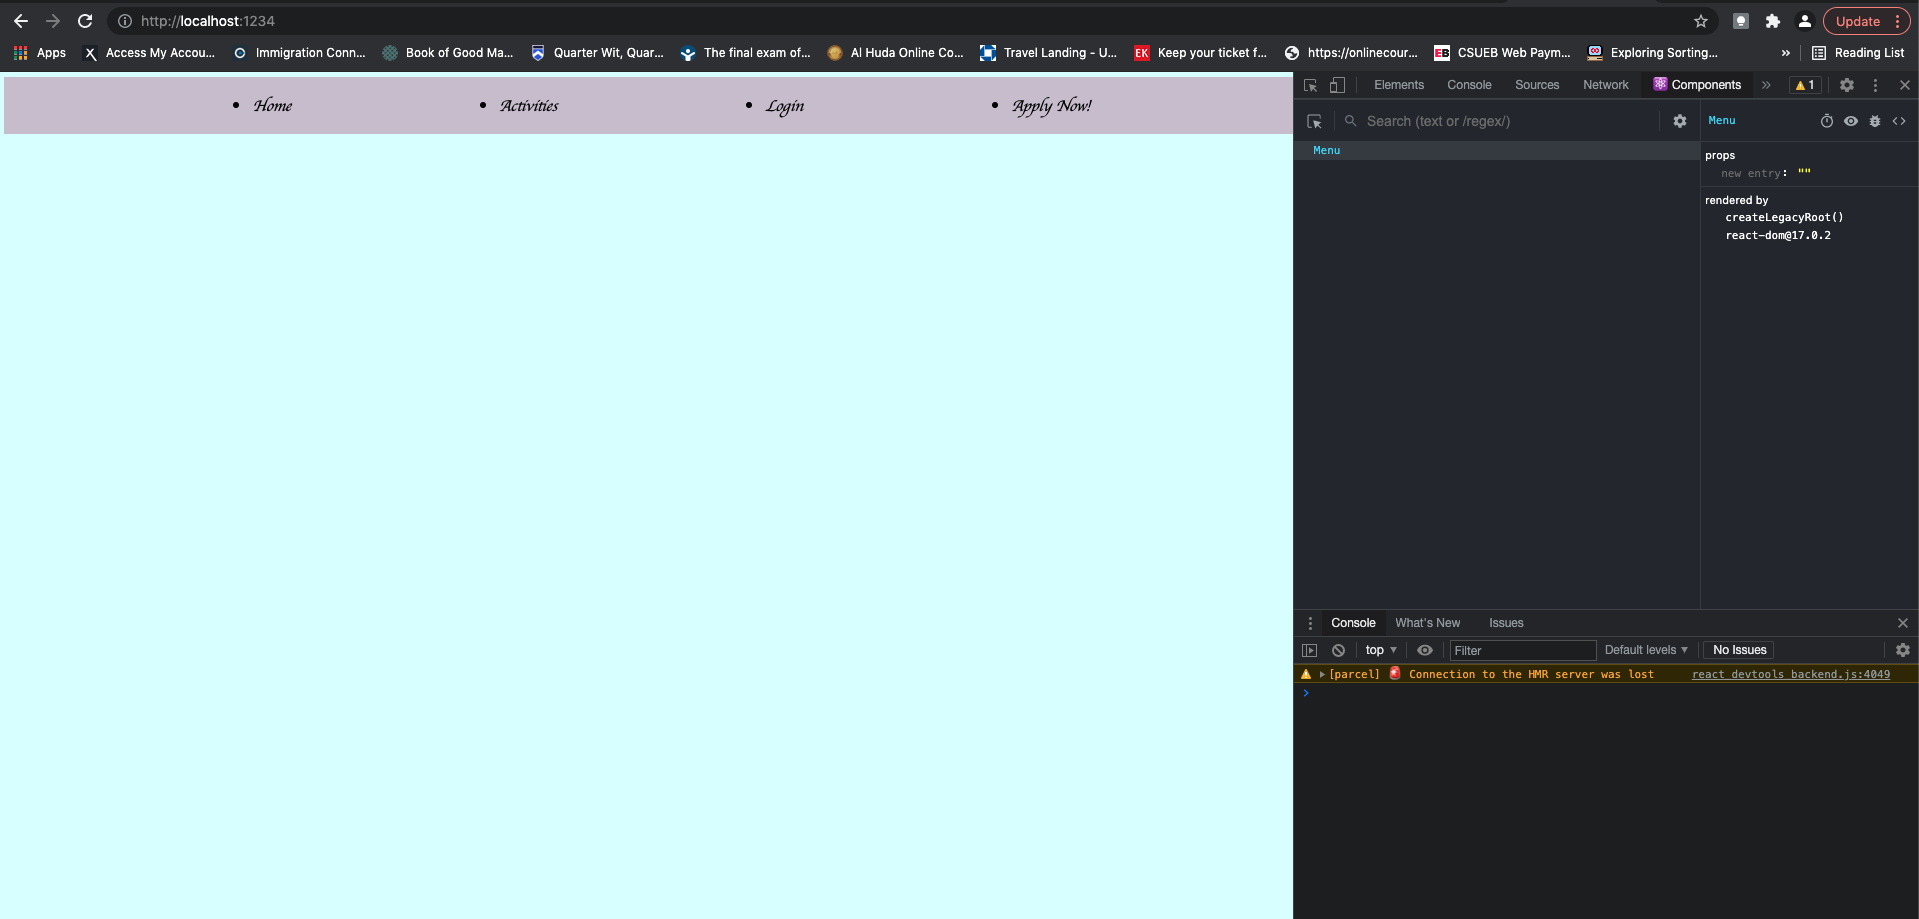 http://localhost:1234
Update
Apps
Access My Accou...
Immigration Conn...
Book of Good Ma...
Quarter Wit, Quar...
The final exam of...
Al Huda Online Co...
Travel Landing - U...
EK
Keep your ticket f...
https://onlinecour...
EB
CSUEB Web Paym...
Exploring Sorting...
»
Reading List
• Home
• Activities
• Login
• Apply Now!
Elements
Console
Sources
Network
Components
»
1
Search (text or /regex/)
Menu
Menu
props
new entry: ""
rendered by
createLegacyRoot()
react-dom@17.0.2
Console
What's New
Issues
top
Filter
Default levels
No Issues
[parcel] 🚨 Connection to the HMR server was lost
react_devtools_backend.js:4049